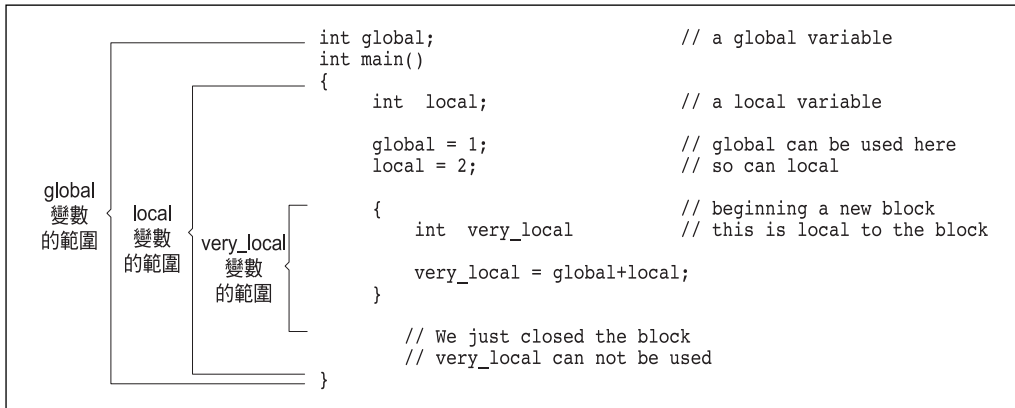 int global;                    // a global variable
int main()
{
int  local;                    // a local variable
global = 1;                    // global can be used here
local = 2;                     // so can local
{                              // beginning a new block
int  very_local                // this is local to the block
very_local = global+local;
}
// We just closed the block
// very_local can not be used
}
global
變數
的範圍
local
變數
的範圍
very_local
變數
的範圍